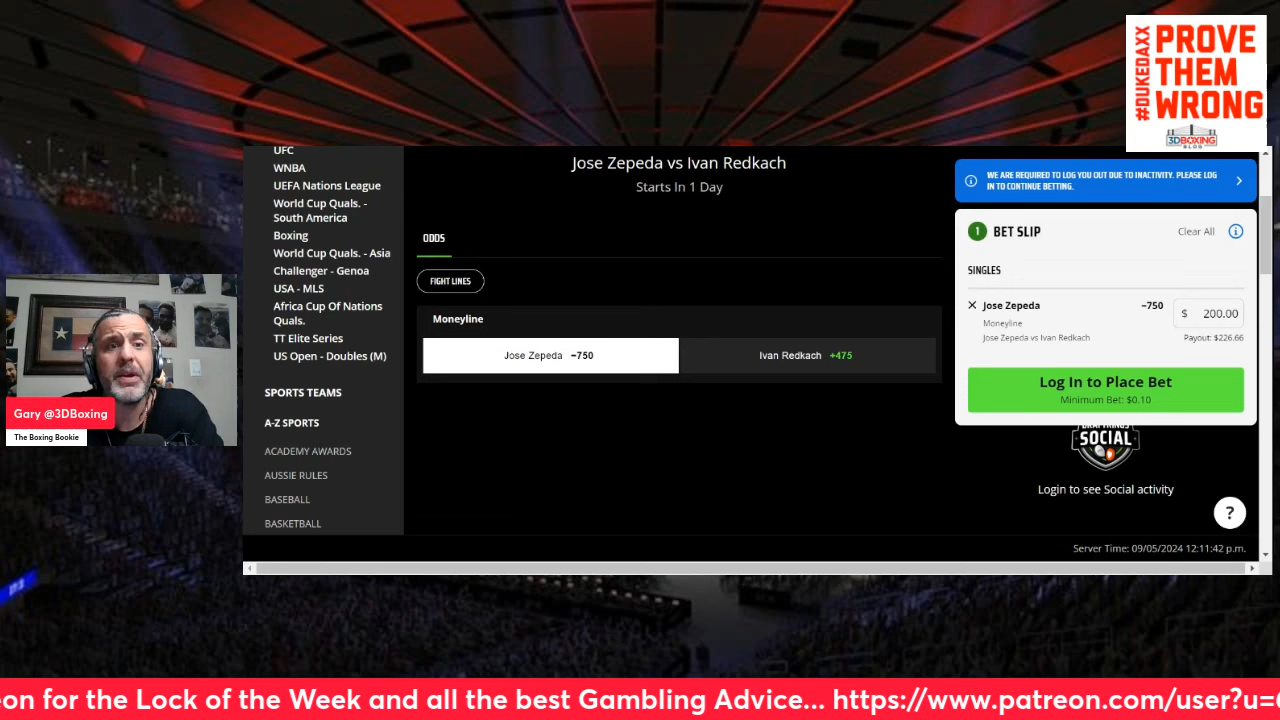 #DUKEDAXX
PROVE
THEM
WRONG
3DBOXING
BLOG
UFC
WNBA
UEFA Nations League
World Cup Quals. -
South America
Boxing
World Cup Quals. - Asia
Challenger - Genoa
USA - MLS
Africa Cup Of Nations
Quals.
TT Elite Series
US Open - Doubles (M)
SPORTS TEAMS
A-Z SPORTS
ACADEMY AWARDS
AUSSIE RULES
BASEBALL
BASKETBALL
Jose Zepeda vs Ivan Redkach
Starts In 1 Day
ODDS
FIGHT LINES
Moneyline
Jose Zepeda −750
Ivan Redkach +475
WE ARE REQUIRED TO LOG YOU OUT DUE TO INACTIVITY. PLEASE LOG
IN TO CONTINUE BETTING.
1 BET SLIP Clear All
SINGLES
Jose Zepeda −750 $ 200.00
Moneyline
Jose Zepeda vs Ivan Redkach Payout: $226.66
Log In to Place Bet
Minimum Bet: $0.10
DRAFTKINGS
SOCIAL
Login to see Social activity
?
Server Time: 09/05/2024 12:11:42 p.m.
Gary @3DBoxing
The Boxing Bookie
eon for the Lock of the Week and all the best Gambling Advice... https://www.patreon.com/user?u=